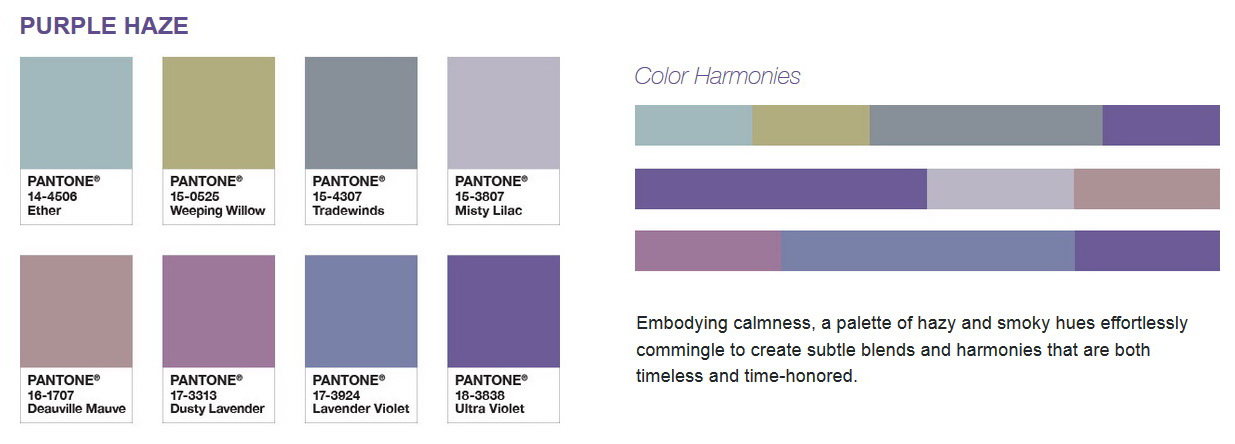 PURPLE HAZE
PANTONE®
14-4506
Ether
PANTONE®
15-0525
Weeping Willow
PANTONE®
15-4307
Tradewinds
PANTONE®
15-3807
Misty Lilac
PANTONE®
16-1707
Deauville Mauve
PANTONE®
17-3313
Dusty Lavender
PANTONE®
17-3924
Lavender Violet
PANTONE®
18-3838
Ultra Violet
Color Harmonies
Embodying calmness, a palette of hazy and smoky hues effortlessly
commingle to create subtle blends and harmonies that are both
timeless and time-honored.